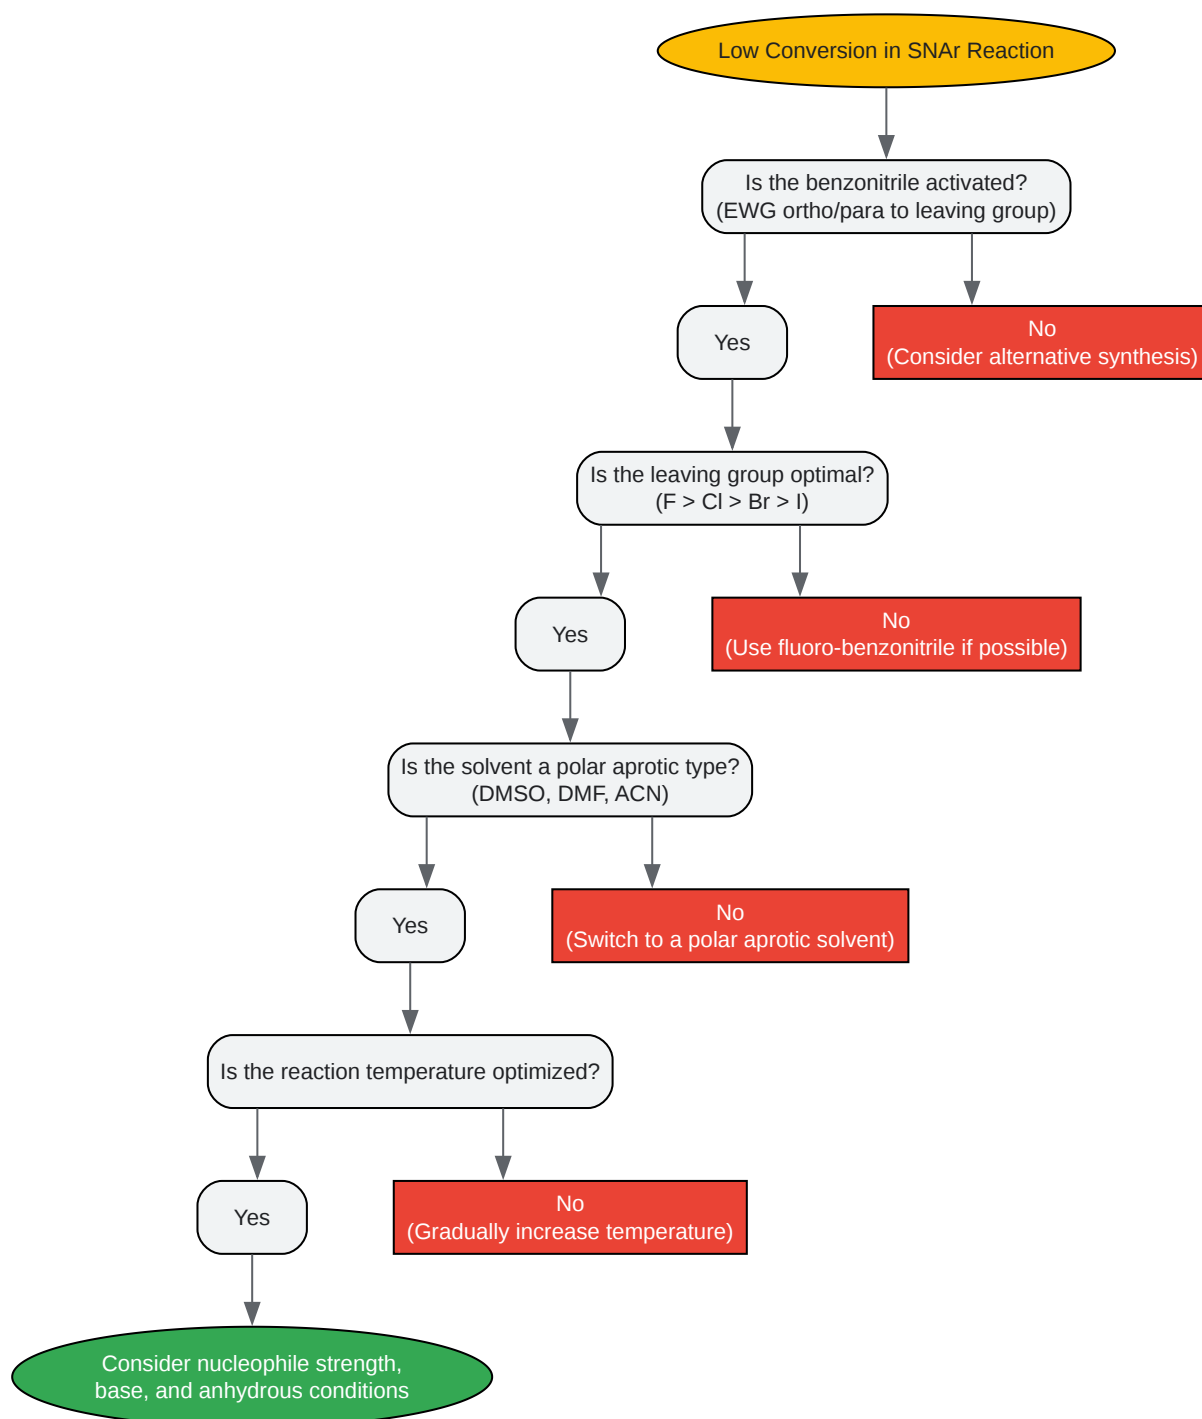 Low Conversion in SNAr Reaction
Is the benzonitrile activated?
(EWG ortho/para to leaving group)
Yes
No
(Consider alternative synthesis)
Is the leaving group optimal?
(F > Cl > Br > I)
Yes
No
(Use fluoro-benzonitrile if possible)
Is the solvent a polar aprotic type?
(DMSO, DMF, ACN)
Yes
No
(Switch to a polar aprotic solvent)
Is the reaction temperature optimized?
Yes
No
(Gradually increase temperature)
Consider nucleophile strength,
base, and anhydrous conditions